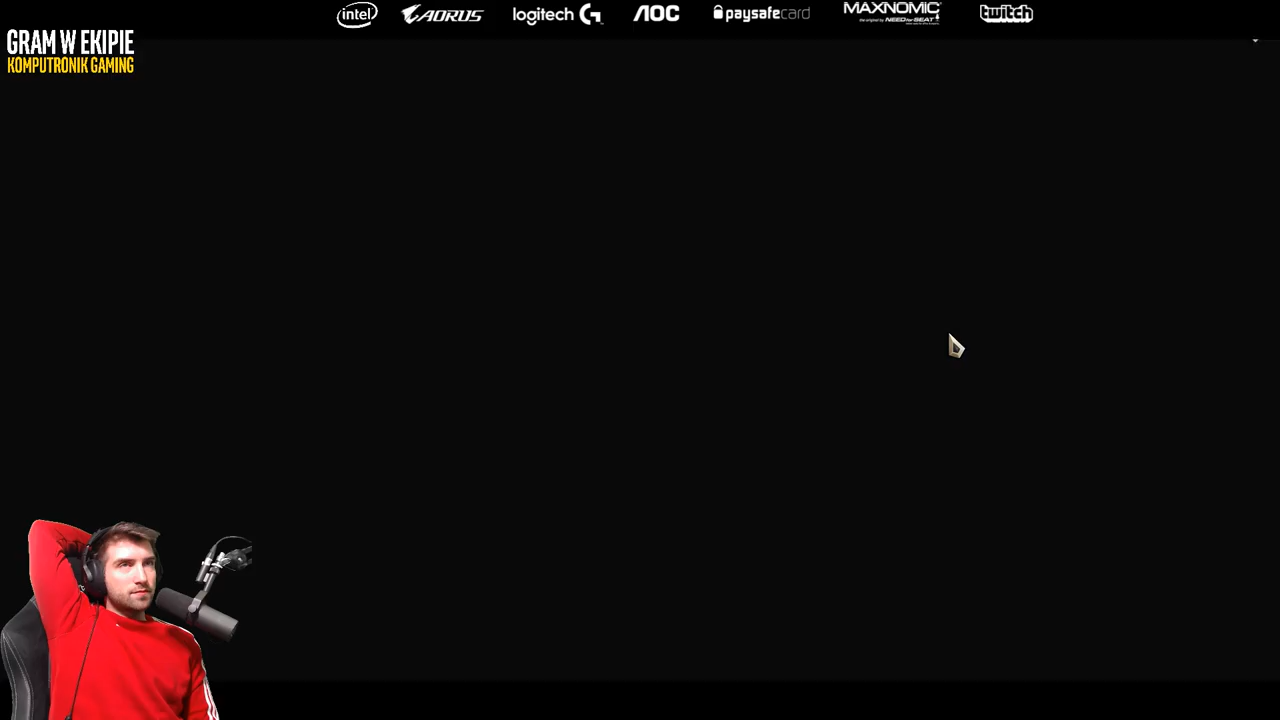 intel
AORUS
logitech G
AOC
paysafecard
MAXNOMIC
twitch
GRAM W EKIPIE
KOMPUTRONIK GAMING